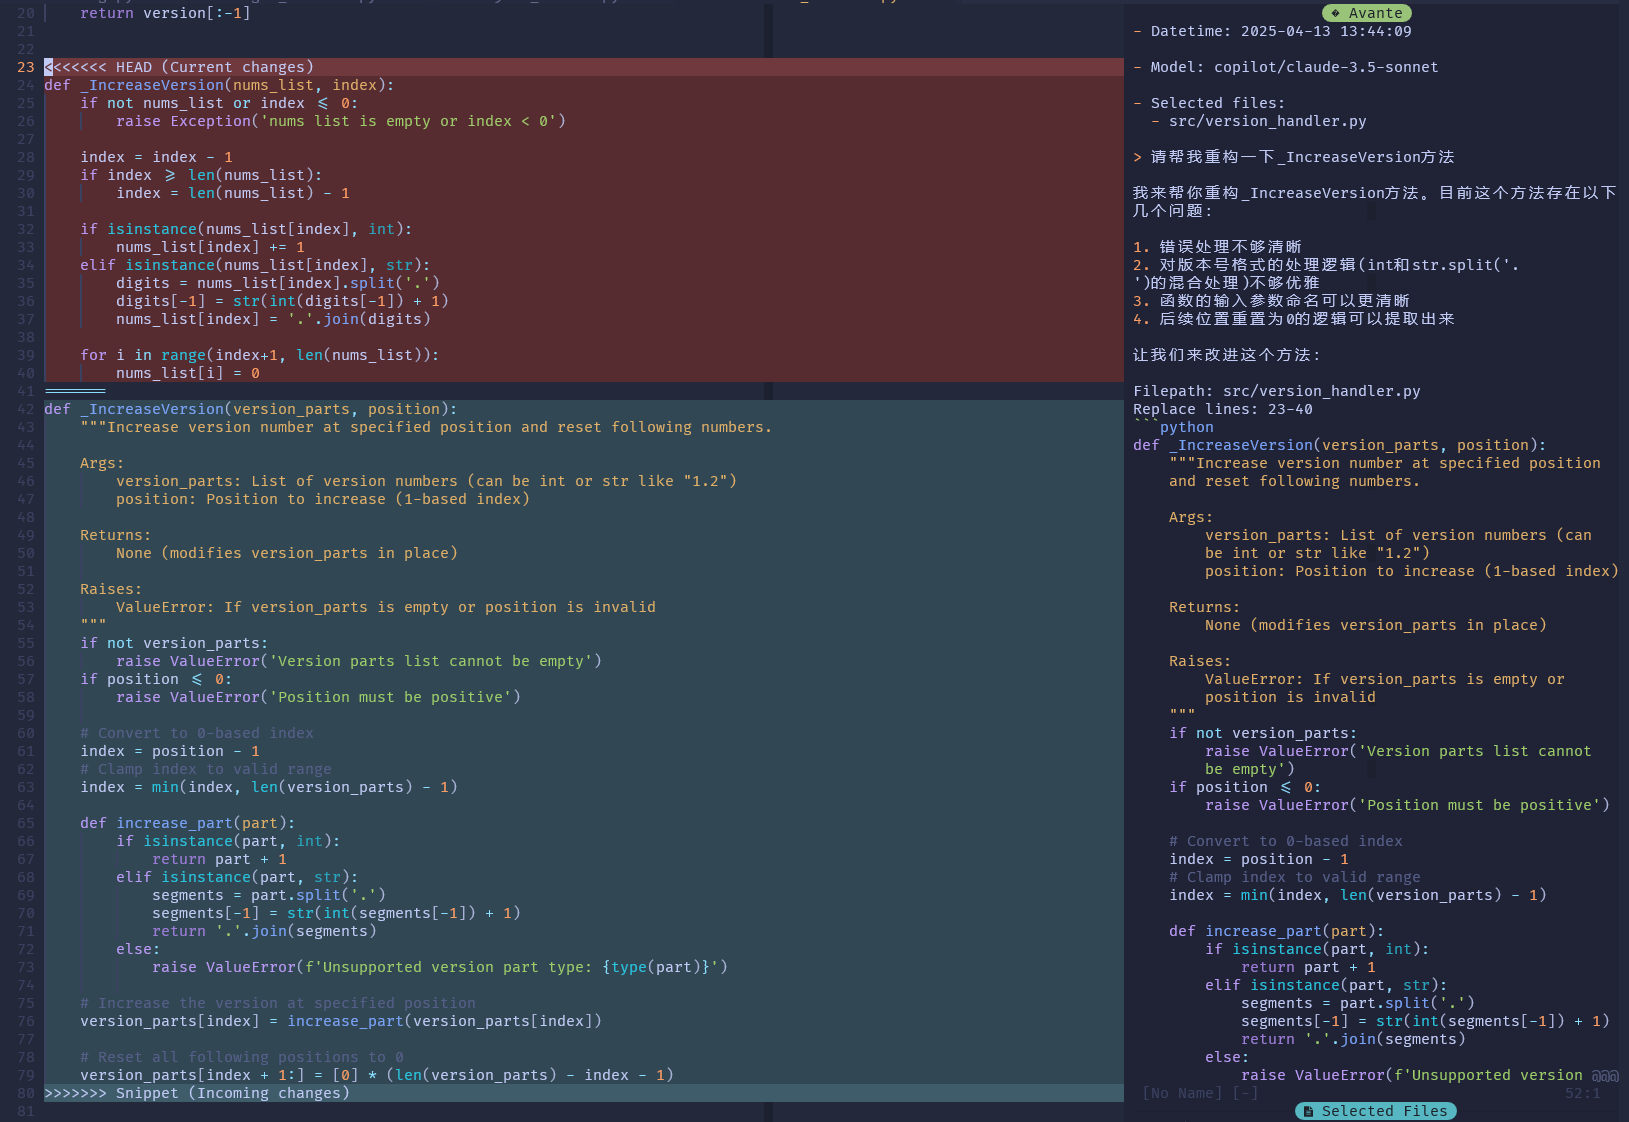 20     return version[:-1]
21
22
23 <<<<<<< HEAD (Current changes)
24 def _IncreaseVersion(nums_list, index):
25     if not nums_list or index <= 0:
26         raise Exception('nums list is empty or index < 0')
27
28     index = index - 1
29     if index >= len(nums_list):
30         index = len(nums_list) - 1
31
32     if isinstance(nums_list[index], int):
33         nums_list[index] += 1
34     elif isinstance(nums_list[index], str):
35         digits = nums_list[index].split('.')
36         digits[-1] = str(int(digits[-1]) + 1)
37         nums_list[index] = '.'.join(digits)
38
39     for i in range(index+1, len(nums_list)):
40         nums_list[i] = 0
41 =======
42 def _IncreaseVersion(version_parts, position):
43     """Increase version number at specified position and reset following numbers.
44
45     Args:
46         version_parts: List of version numbers (can be int or str like "1.2")
47         position: Position to increase (1-based index)
48
49     Returns:
50         None (modifies version_parts in place)
51
52     Raises:
53         ValueError: If version_parts is empty or position is invalid
54     """
55     if not version_parts:
56         raise ValueError('Version parts list cannot be empty')
57     if position <= 0:
58         raise ValueError('Position must be positive')
59
60     # Convert to 0-based index
61     index = position - 1
62     # Clamp index to valid range
63     index = min(index, len(version_parts) - 1)
64
65     def increase_part(part):
66         if isinstance(part, int):
67             return part + 1
68         elif isinstance(part, str):
69             segments = part.split('.')
70             segments[-1] = str(int(segments[-1]) + 1)
71             return '.'.join(segments)
72         else:
73             raise ValueError(f'Unsupported version part type: {type(part)}')
74
75     # Increase the version at specified position
76     version_parts[index] = increase_part(version_parts[index])
77
78     # Reset all following positions to 0
79     version_parts[index + 1:] = [0] * (len(version_parts) - index - 1)
80 >>>>>>> Snippet (Incoming changes)
81
Avante
- Datetime: 2025-04-13 13:44:09
- Model: copilot/claude-3.5-sonnet
- Selected files:
  - src/version_handler.py
> 请帮我重构一下_IncreaseVersion方法
我来帮你重构_IncreaseVersion方法。目前这个方法存在以下
几个问题:
1. 错误处理不够清晰
2. 对版本号格式的处理逻辑(int和str.split('.
')的混合处理)不够优雅
3. 函数的输入参数命名可以更清晰
4. 后续位置重置为0的逻辑可以提取出来
让我们来改进这个方法:
Filepath: src/version_handler.py
Replace lines: 23-40
```python
def _IncreaseVersion(version_parts, position):
    """Increase version number at specified position
    and reset following numbers.
    Args:
        version_parts: List of version numbers (can
        be int or str like "1.2")
        position: Position to increase (1-based index)
    Returns:
        None (modifies version_parts in place)
    Raises:
        ValueError: If version_parts is empty or
        position is invalid
    """
    if not version_parts:
        raise ValueError('Version parts list cannot
        be empty')
    if position <= 0:
        raise ValueError('Position must be positive')
    # Convert to 0-based index
    index = position - 1
    # Clamp index to valid range
    index = min(index, len(version_parts) - 1)
    def increase_part(part):
        if isinstance(part, int):
            return part + 1
        elif isinstance(part, str):
            segments = part.split('.')
            segments[-1] = str(int(segments[-1]) + 1)
            return '.'.join(segments)
        else:
            raise ValueError(f'Unsupported version @@@
[No Name] [-] 52:1
Selected Files